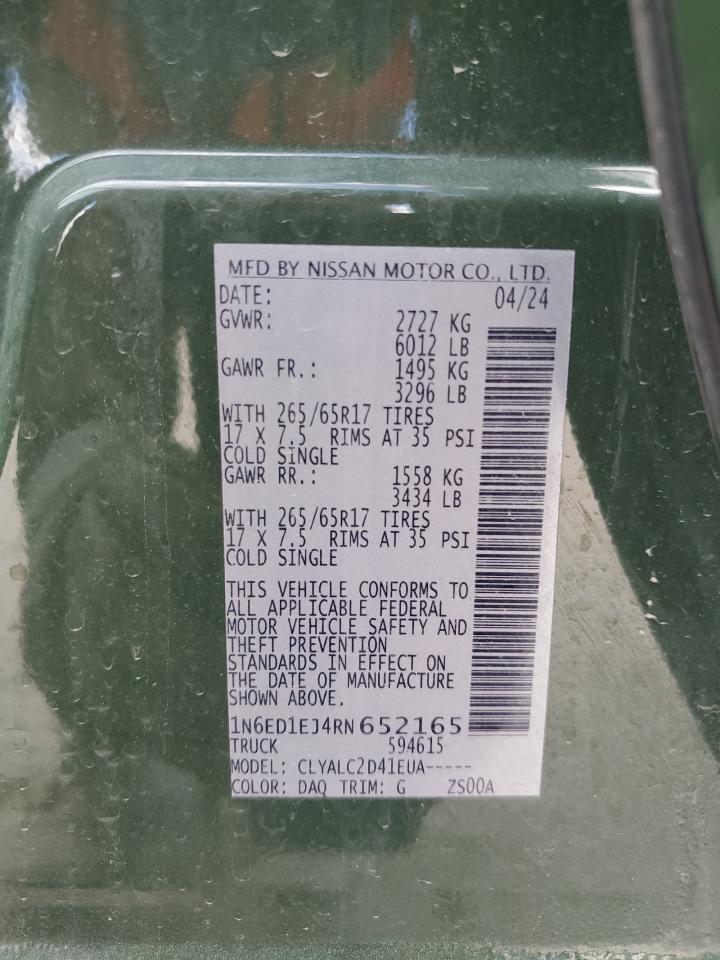 MFD BY NISSAN MOTOR CO., LTD.
DATE: 04/24
GVWR: 2727 KG
6012 LB
GAWR FR.: 1495 KG
3296 LB
WITH 265/65R17 TIRES
17 X 7.5 RIMS AT 35 PSI
COLD SINGLE
GAWR RR.: 1558 KG
3434 LB
WITH 265/65R17 TIRES
17 X 7.5 RIMS AT 35 PSI
COLD SINGLE
THIS VEHICLE CONFORMS TO
ALL APPLICABLE FEDERAL
MOTOR VEHICLE SAFETY AND
THEFT PREVENTION
STANDARDS IN EFFECT ON
THE DATE OF MANUFACTURE
SHOWN ABOVE.
1N6ED1EJ4RN652165
TRUCK 594615
MODEL: CLYALC2D41EUA-----
COLOR: DAQ TRIM: G ZS00A